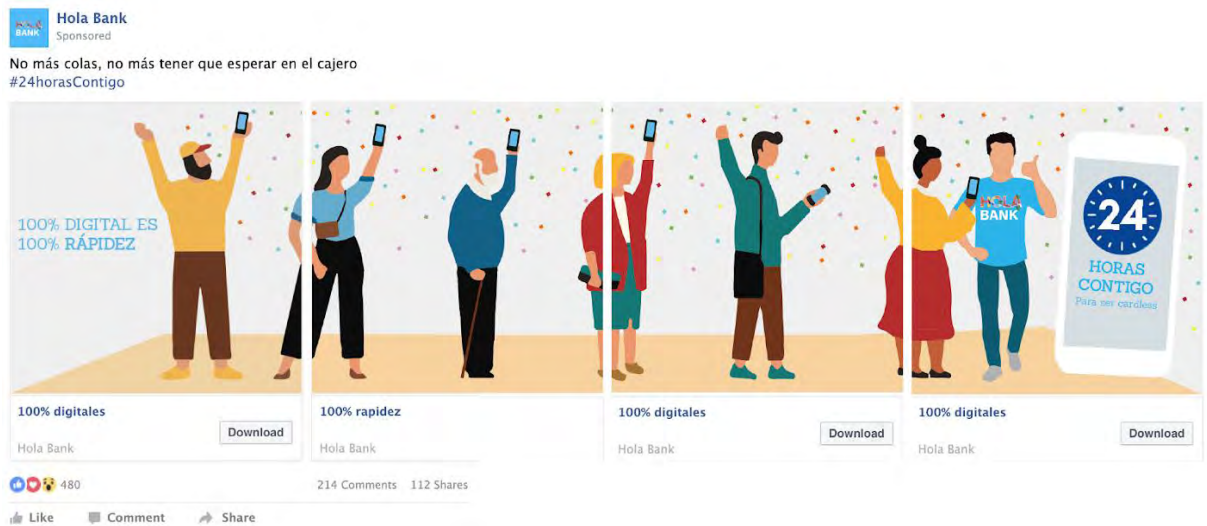 HOLA
BANK
Hola Bank
Sponsored
No más colas, no más tener que esperar en el cajero
#24horasContigo
100% DIGITAL ES
100% RÁPIDEZ
HOLA
BANK
24
HORAS
CONTIGO
Para ser cardless
100% digitales
Download
Hola Bank
100% rapidez
Hola Bank
100% digitales
Download
Hola Bank
100% digitales
Download
Hola Bank
480
214 Comments 112 Shares
Like Comment Share